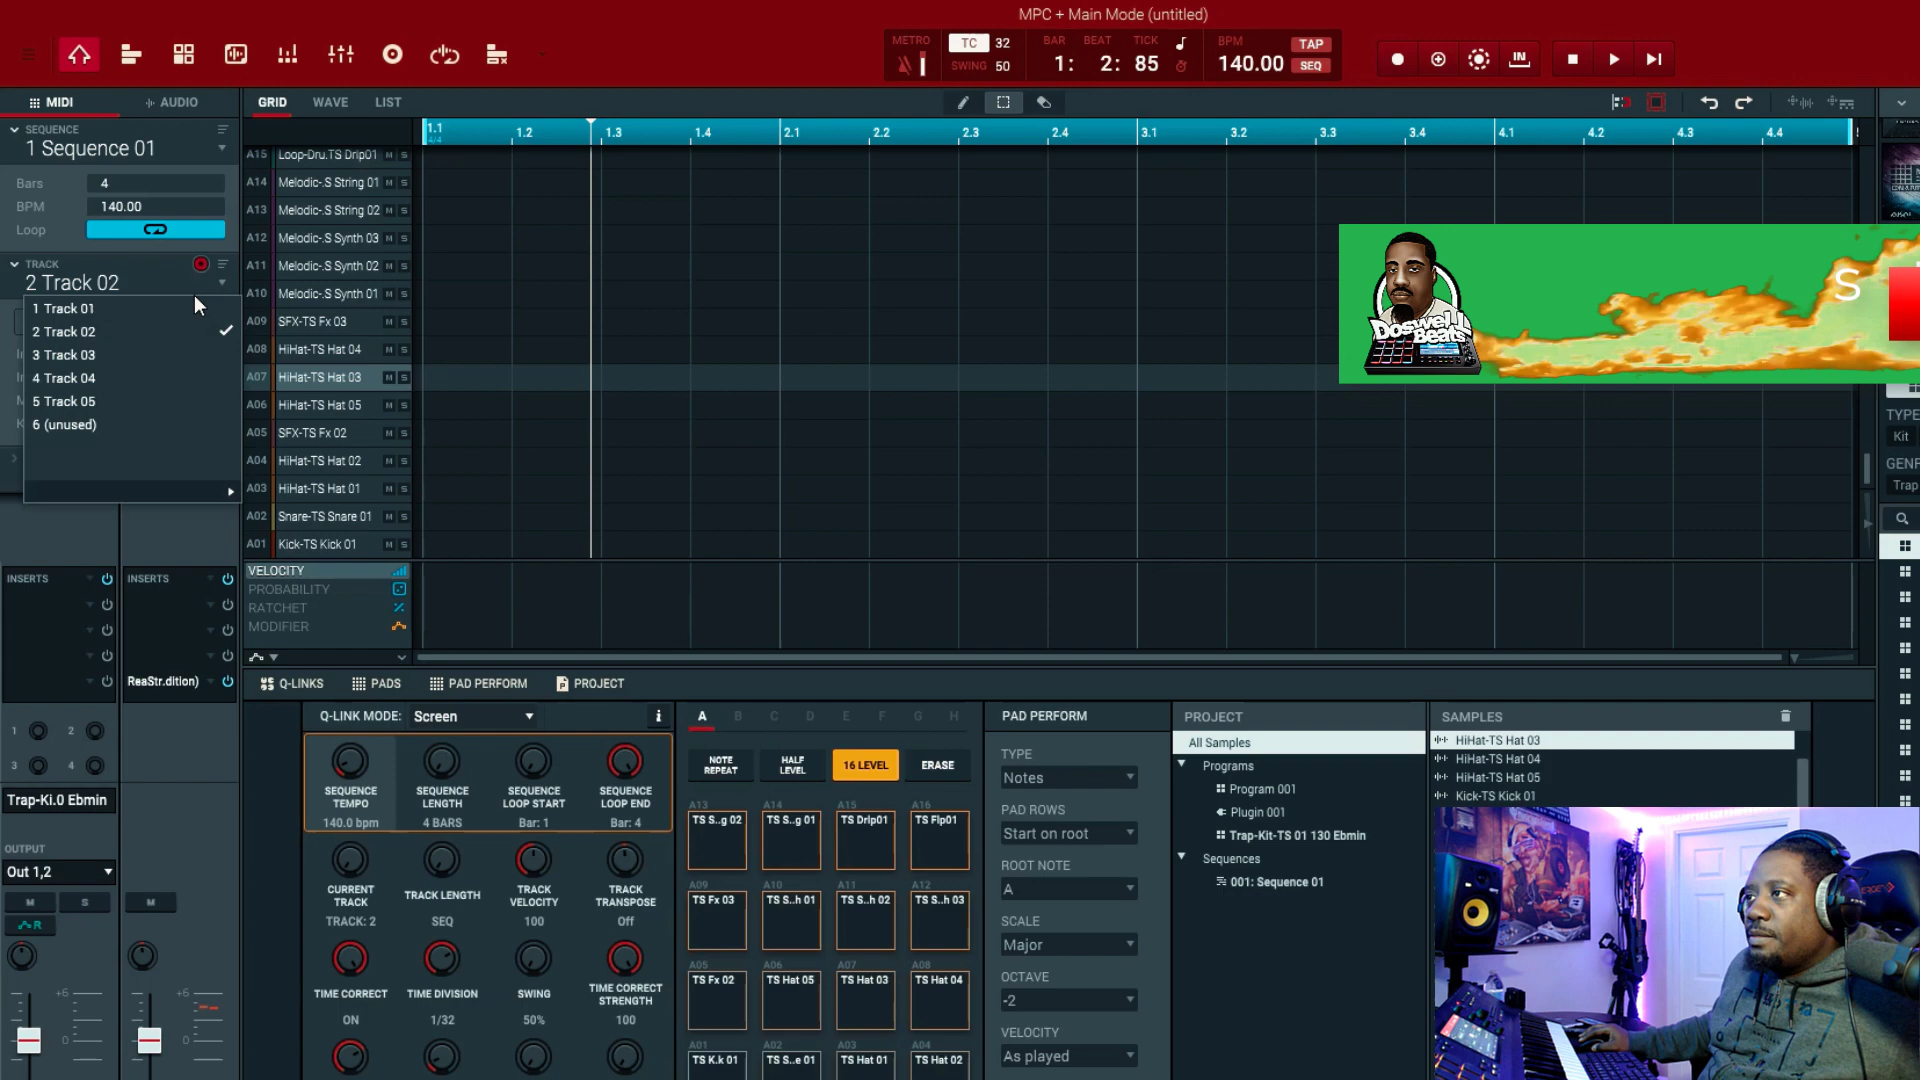 MPC + Main Mode (untitled)
METRO
TC 32
SWING 50
BAR BEAT TICK
1: 2: 85
BPM
140.00
TAP
SEQ
IN
MIDI
AUDIO
GRID WAVE LIST
SEQUENCE
1 Sequence 01
Bars 4
BPM 140.00
Loop
TRACK
2 Track 02
1 Track 01
2 Track 02
3 Track 03
4 Track 04
5 Track 05
6 (unused)
1.1 1.2 1.3 1.4 2.1 2.2 2.3 2.4 3.1 3.2 3.3 3.4 4.1 4.2 4.3 4.4
4/4
A15 Loop-Dru.TS Drip01 M S
A14 Melodic-.S String 01 M S
A13 Melodic-.S String 02 M S
A12 Melodic-.S Synth 03 M S
A11 Melodic-.S Synth 02 M S
A10 Melodic-.S Synth 01 M S
A09 SFX-TS Fx 03 M S
A08 HiHat-TS Hat 04 M S
A07 HiHat-TS Hat 03 M S
A06 HiHat-TS Hat 05 M S
A05 SFX-TS Fx 02 M S
A04 HiHat-TS Hat 02 M S
A03 HiHat-TS Hat 01 M S
A02 Snare-TS Snare 01 M S
A01 Kick-TS Kick 01 M S
VELOCITY
PROBABILITY
RATCHET
MODIFIER
Doswell Beats
S
TYPE
Kit
GENR
Trap
INSERTS
INSERTS
ReaStr.dition)
1 2
3 4
Trap-Ki.0 Ebmin
OUTPUT
Out 1,2
M S M
R
+6
0
+6
0
Q-LINKS
PADS
PAD PERFORM
PROJECT
Q-LINK MODE: Screen
SEQUENCE TEMPO
140.0 bpm
SEQUENCE LENGTH
4 BARS
SEQUENCE LOOP START
Bar: 1
SEQUENCE LOOP END
Bar: 4
CURRENT TRACK
TRACK: 2
TRACK LENGTH
SEQ
TRACK VELOCITY
100
TRACK TRANSPOSE
Off
TIME CORRECT
ON
TIME DIVISION
1/32
SWING
50%
TIME CORRECT STRENGTH
100
A B C D E F G H
NOTE REPEAT
HALF LEVEL
16 LEVEL
ERASE
A13 A14 A15 A16
TS S..g 02 TS S..g 01 TS Drip01 TS Flp01
A09 A10 A11 A12
TS Fx 03 TS S..h 01 TS S..h 02 TS S..h 03
A05 A06 A07 A08
TS Fx 02 TS Hat 05 TS Hat 03 TS Hat 04
A01 A02 A03 A04
TS K.k 01 TS S..e 01 TS Hat 01 TS Hat 02
PAD PERFORM
TYPE
Notes
PAD ROWS
Start on root
ROOT NOTE
A
SCALE
Major
OCTAVE
-2
VELOCITY
As played
PROJECT
All Samples
Programs
Program 001
Plugin 001
Trap-Kit-TS 01 130 Ebmin
Sequences
001: Sequence 01
SAMPLES
HiHat-TS Hat 03
HiHat-TS Hat 04
HiHat-TS Hat 05
Kick-TS Kick 01